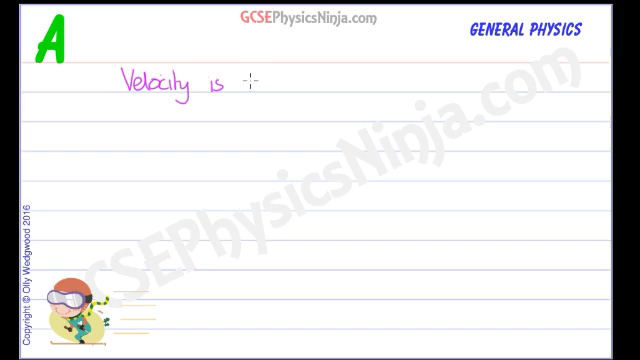 GCSEPhysicsNinja.com
A
GENERAL PHYSICS
Velocity is
GCSEPhysicsNinja.com
Copyright © Olly Wedgwood 2016